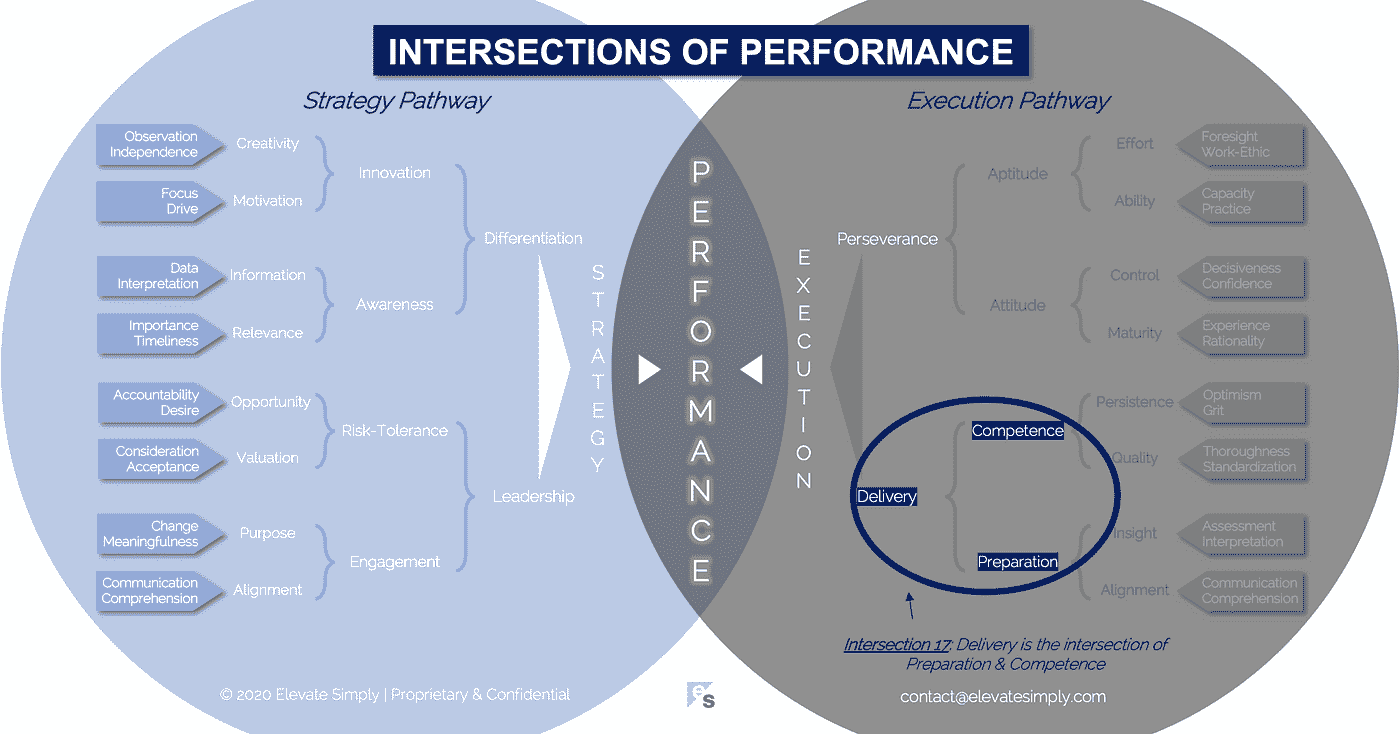 INTERSECTIONS OF PERFORMANCE
Strategy Pathway
Observation
Independence
Creativity
Focus
Drive
Motivation
Innovation
Data
Interpretation
Information
Importance
Timeliness
Relevance
Awareness
Differentiation
Accountability
Desire
Opportunity
Consideration
Acceptance
Valuation
Risk-Tolerance
Change
Meaningfulness
Purpose
Communication
Comprehension
Alignment
Engagement
Leadership
STRATEGY
PERFORMANCE
EXECUTION
Execution Pathway
Perseverance
Aptitude
Effort
Foresight
Work-Ethic
Ability
Capacity
Practice
Attitude
Control
Decisiveness
Confidence
Maturity
Experience
Rationality
Delivery
Competence
Persistence
Optimism
Grit
Quality
Thoroughness
Standardization
Preparation
Insight
Assessment
Interpretation
Alignment
Communication
Comprehension
Intersection 17: Delivery is the intersection of
Preparation & Competence
© 2020 Elevate Simply | Proprietary & Confidential
es
contact@elevatesimply.com